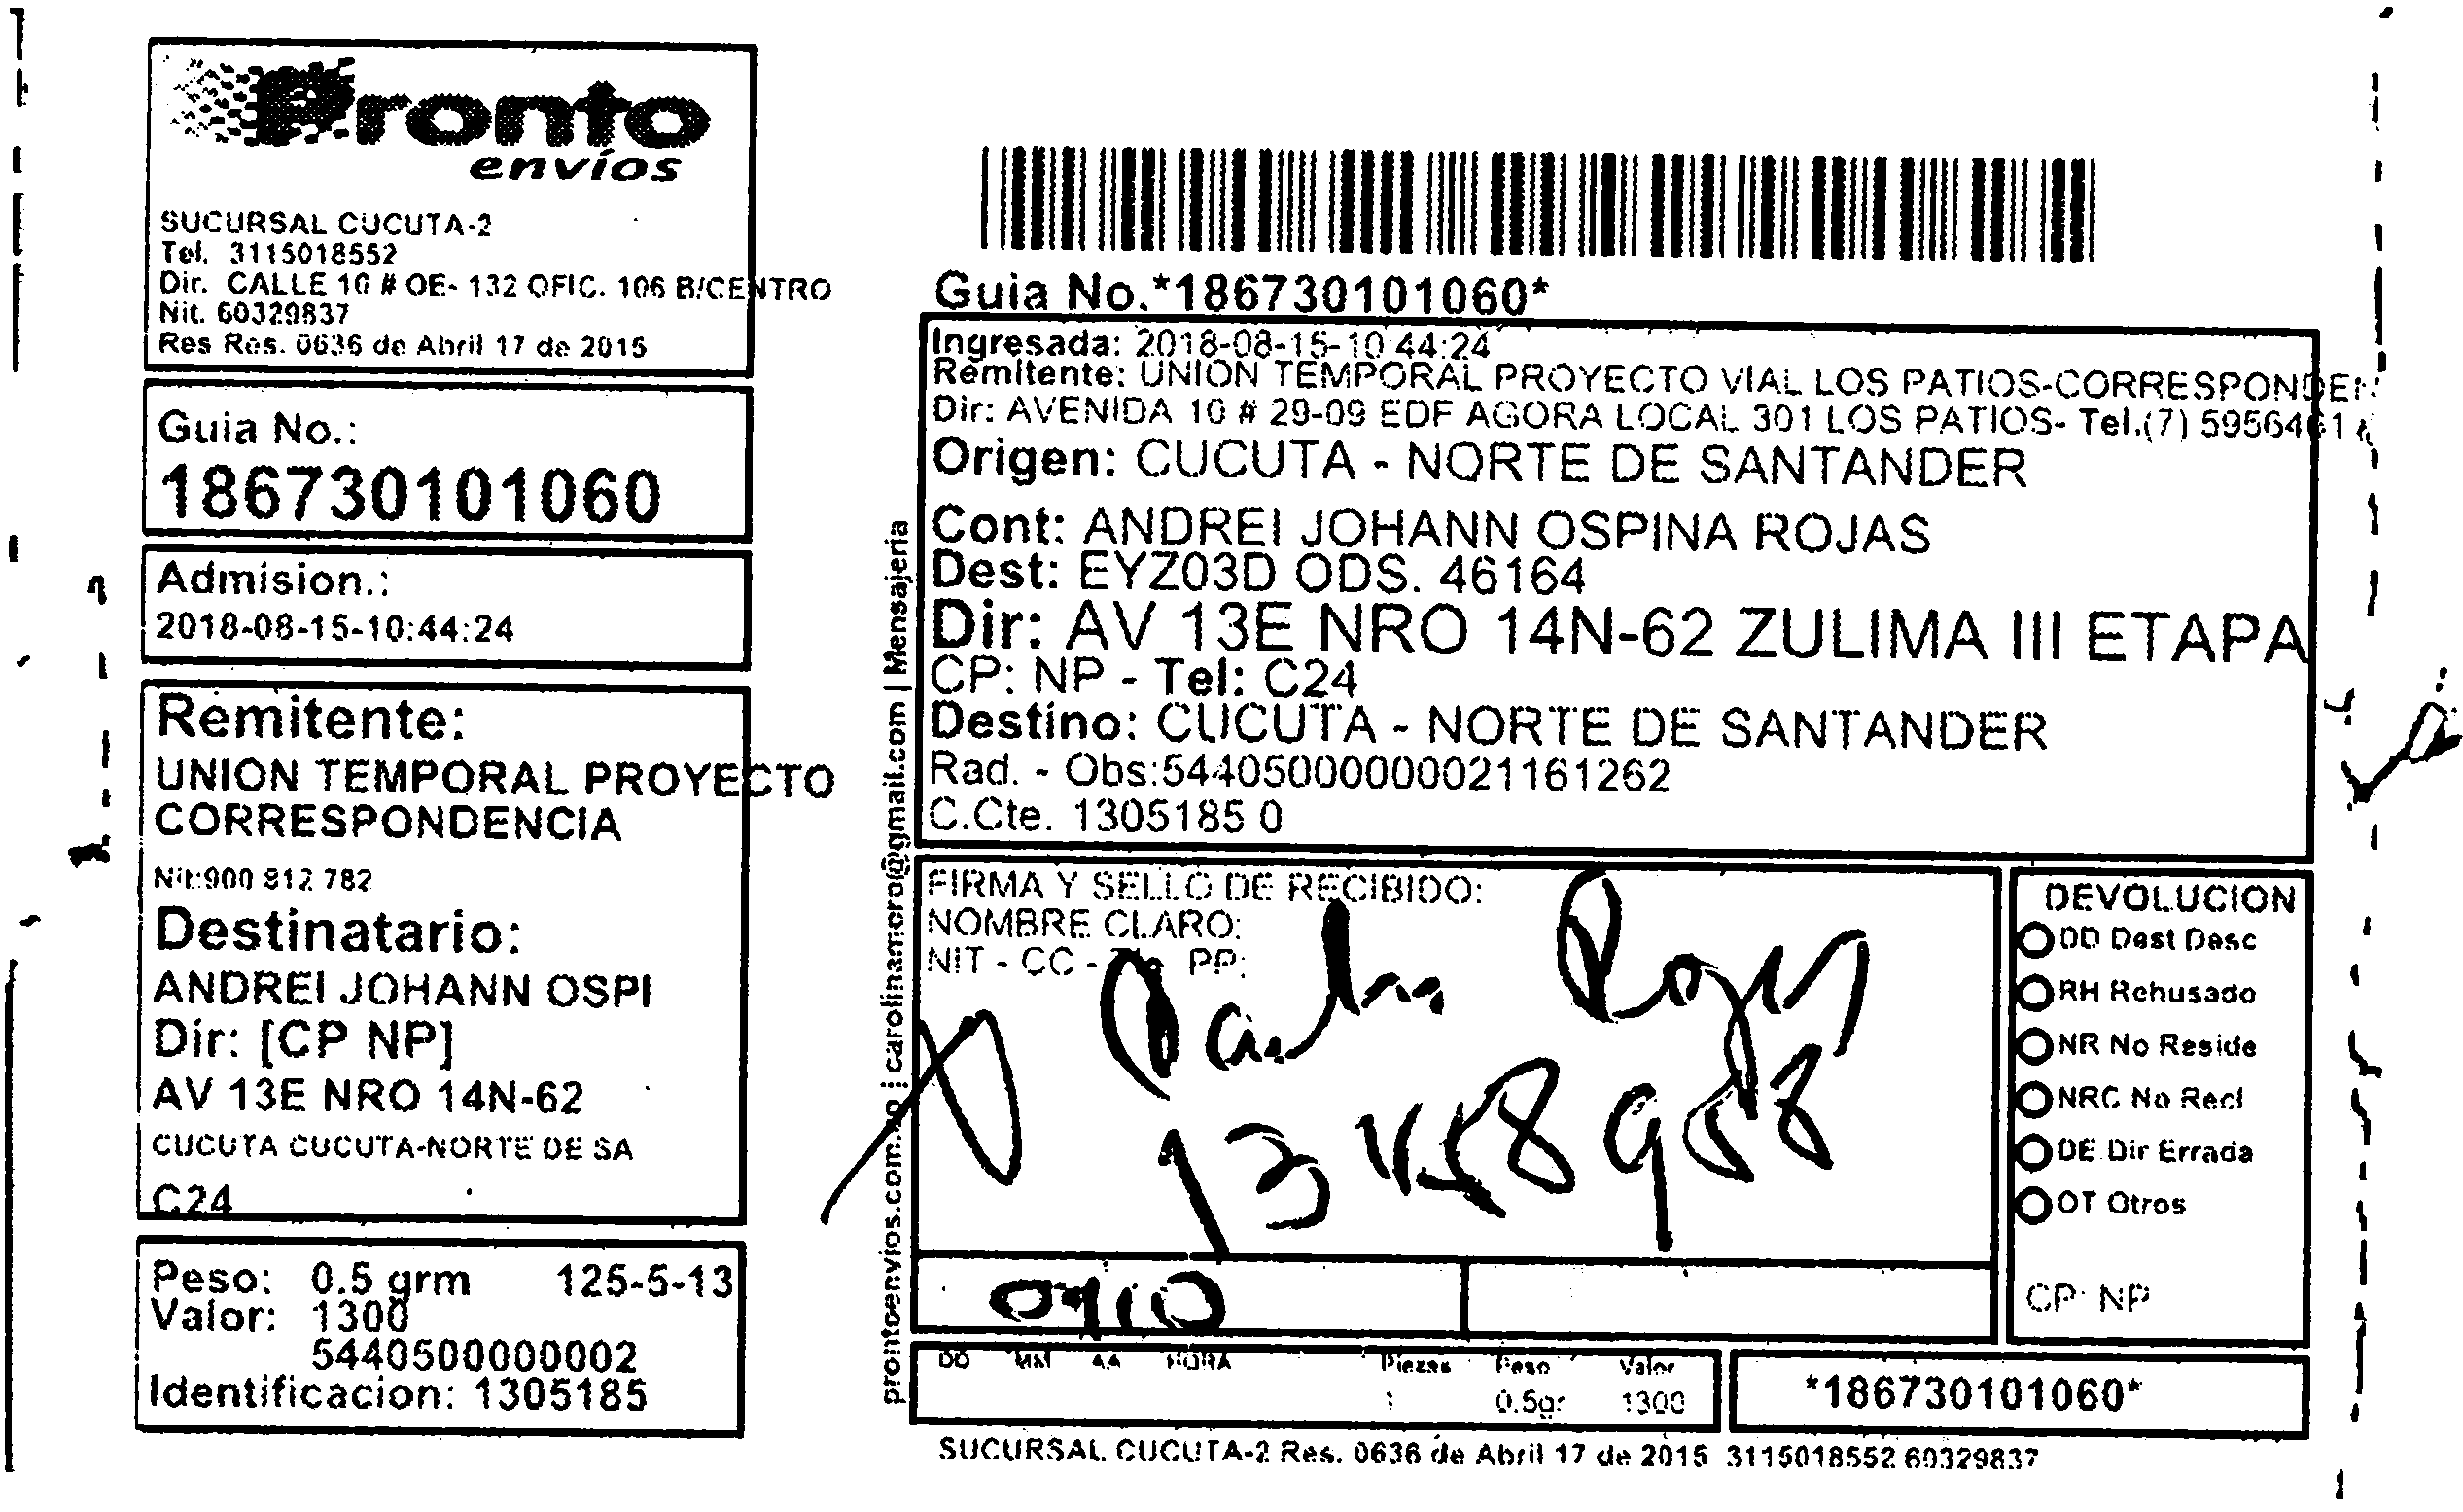 Pronto
envíos
SUCURSAL CUCUTA-2
Tel. 3115018552
Dir. CALLE 10 # OE- 132 OFIC. 106 B/CENTRO
Nit. 60329837
Res Res. 0636 de Abril 17 de 2015
Guia No.:
186730101060
Admision.:
2018-08-15-10:44:24
Remitente:
UNION TEMPORAL PROYECTO
CORRESPONDENCIA
Nit:900 812 782
Destinatario:
ANDREI JOHANN OSPI
Dir: [CP NP]
AV 13E NRO 14N-62
CUCUTA CUCUTA-NORTE DE SA
C24
Peso: 0.5 grm 125-5-13
Valor: 1300
5440500000002
Identificacion: 1305185
prontoenvios.com.co | carolinamoro@gmail.com | Mensajeria
Guia No.*186730101060*
Ingresada: 2018-08-15-10:44:24
Remitente: UNION TEMPORAL PROYECTO VIAL LOS PATIOS-CORRESPONDEN
Dir: AVENIDA 10 # 29-09 EDF AGORA LOCAL 301 LOS PATIOS- Tel.(7) 5956461
Origen: CUCUTA - NORTE DE SANTANDER
Cont: ANDREI JOHANN OSPINA ROJAS
Dest: EYZ03D ODS. 46164
Dir: AV 13E NRO 14N-62 ZULIMA III ETAPA
CP: NP - Tel: C24
Destino: CUCUTA - NORTE DE SANTANDER
Rad. - Obs:544050000000021161262
C.Cte. 1305185 0
FIRMA Y SELLO DE RECIBIDO:
NOMBRE CLARO:
NIT - CC - PP:
Rojas
DEVOLUCION
DD Dest Desc
RH Rehusado
NR No Reside
NRC No Recl
DE Dir Errada
OT Otros
CP: NP
DD MM AA HORA Piezas Peso Valor
1 0.5gr 1300
*186730101060*
SUCURSAL CUCUTA-2 Res. 0636 de Abril 17 de 2015 3115018552 60329837